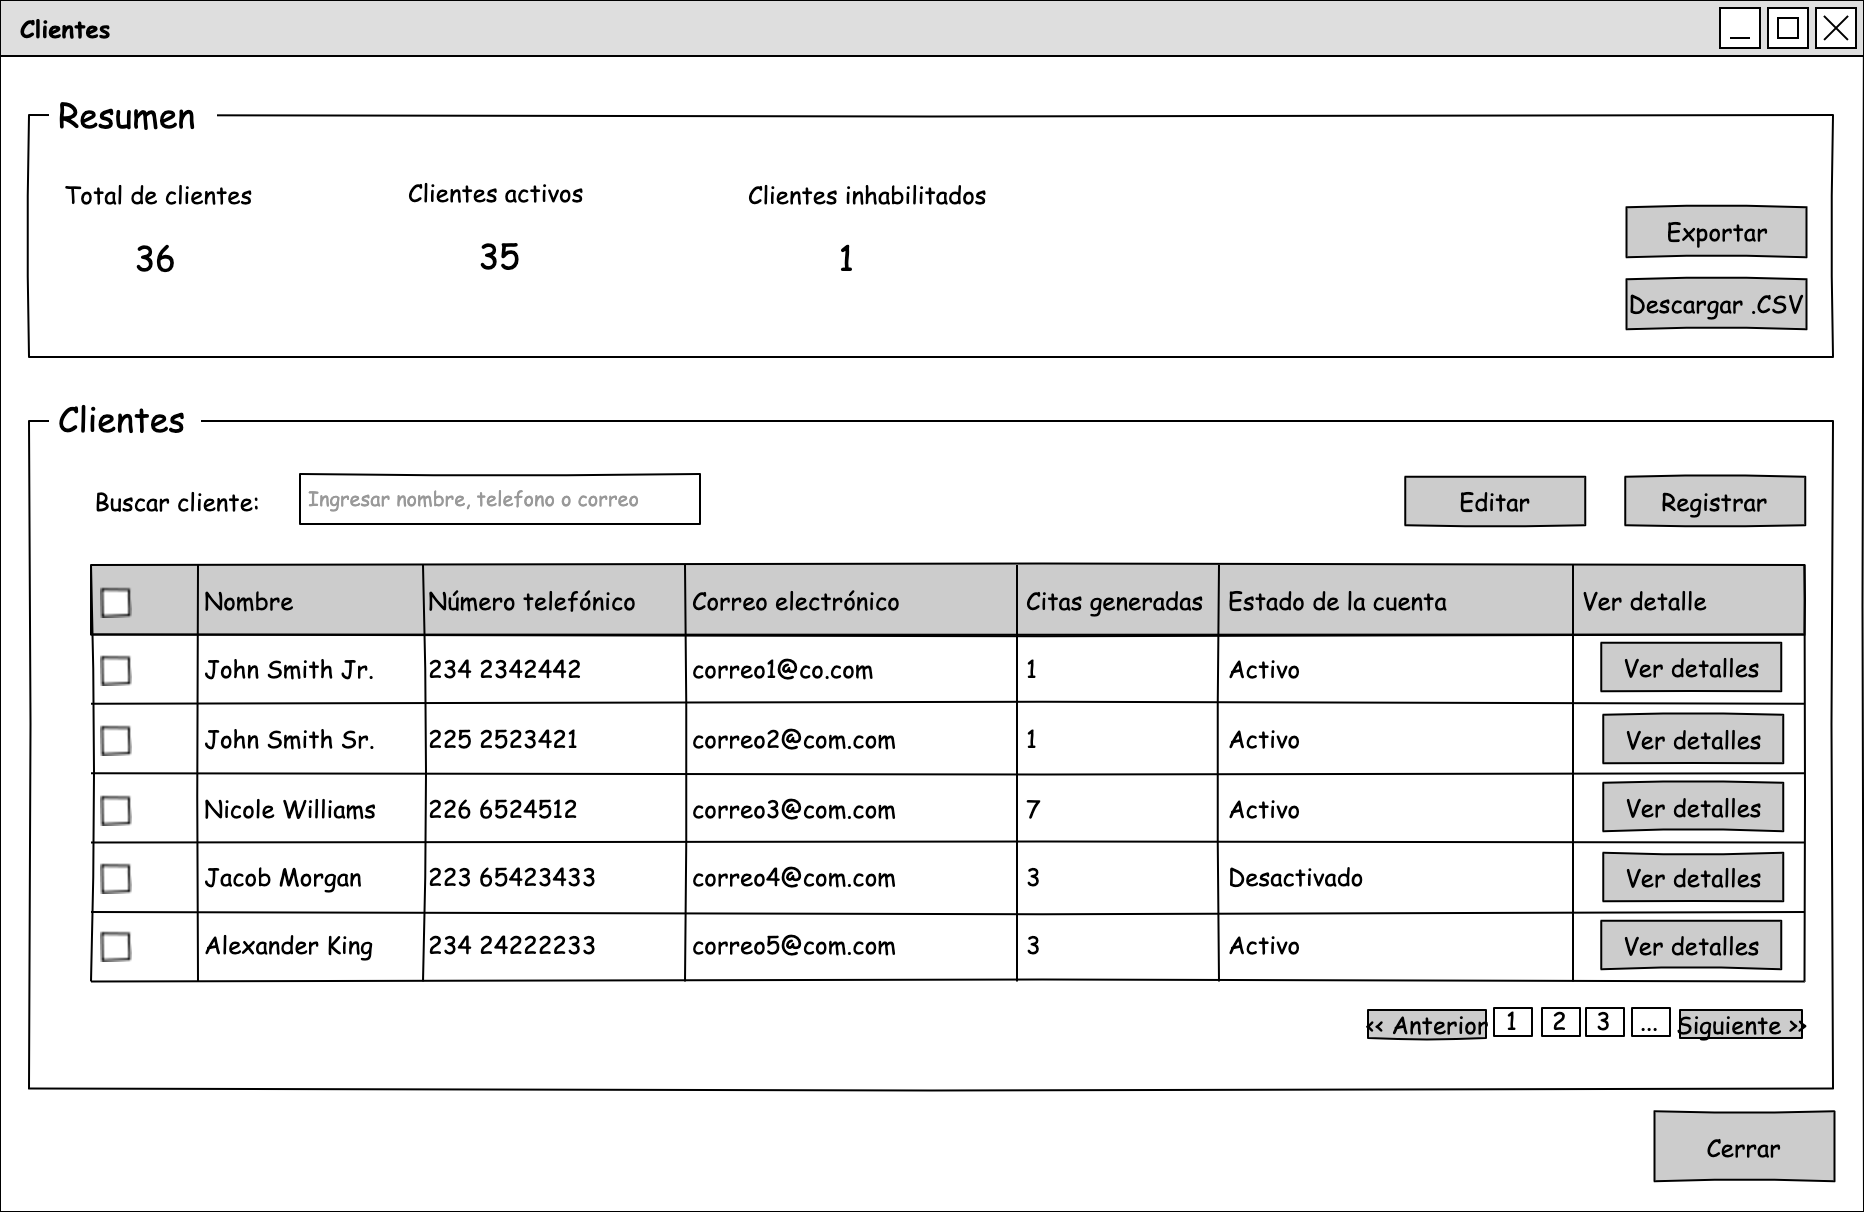 Clientes
Resumen
Total de clientes Clientes activos Clientes inhabilitados
36 35 1
Exportar
Descargar .CSV
Clientes
Buscar cliente: Ingresar nombre, telefono o correo Editar Registrar
Nombre Número telefónico Correo electrónico Citas generadas Estado de la cuenta Ver detalle
John Smith Jr. 234 2342442 correo1@co.com 1 Activo Ver detalles
John Smith Sr. 225 2523421 correo2@com.com 1 Activo Ver detalles
Nicole Williams 226 6524512 correo3@com.com 7 Activo Ver detalles
Jacob Morgan 223 65423433 correo4@com.com 3 Desactivado Ver detalles
Alexander King 234 24222233 correo5@com.com 3 Activo Ver detalles
<< Anterior 1 2 3 ... Siguiente >>
Cerrar